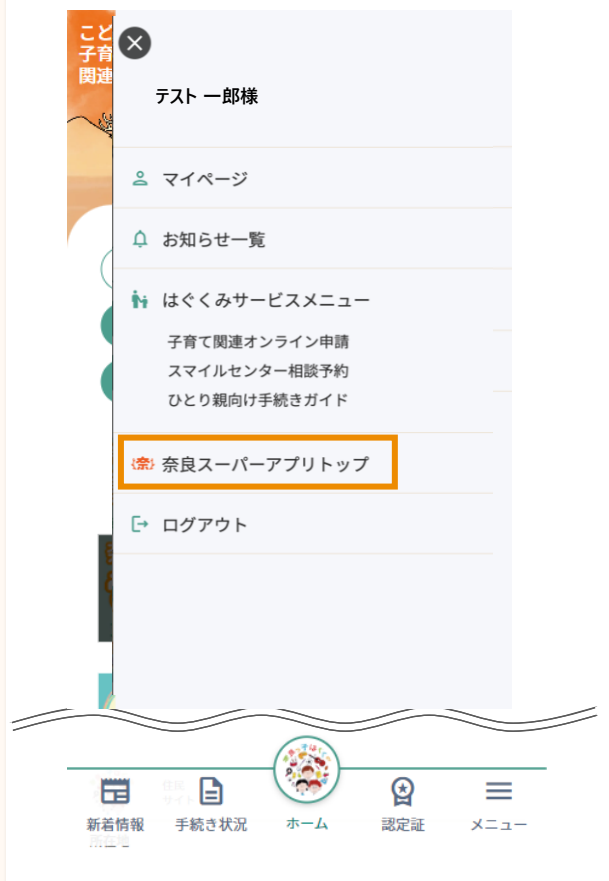 こど
子育
関連
テスト 一郎様
マイページ
お知らせ一覧
はぐくみサービスメニュー
子育て関連オンライン申請
スマイルセンター相談予約
ひとり親向け手続きガイド
奈良スーパーアプリトップ
ログアウト
新着情報
手続き状況
ホーム
認定証
メニュー